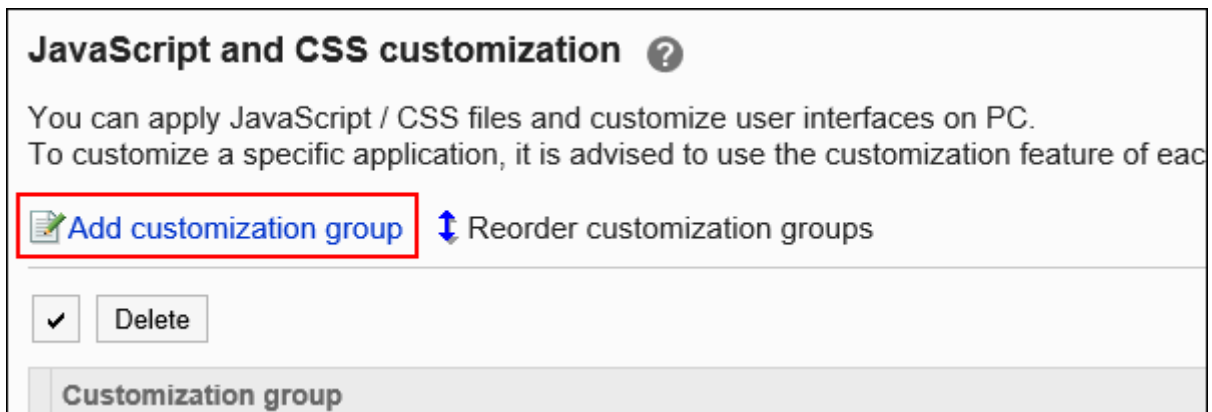 JavaScript and CSS customization ?
You can apply JavaScript / CSS files and customize user interfaces on PC.
To customize a specific application, it is advised to use the customization feature of eac
Add customization group Reorder customization groups
Delete
Customization group